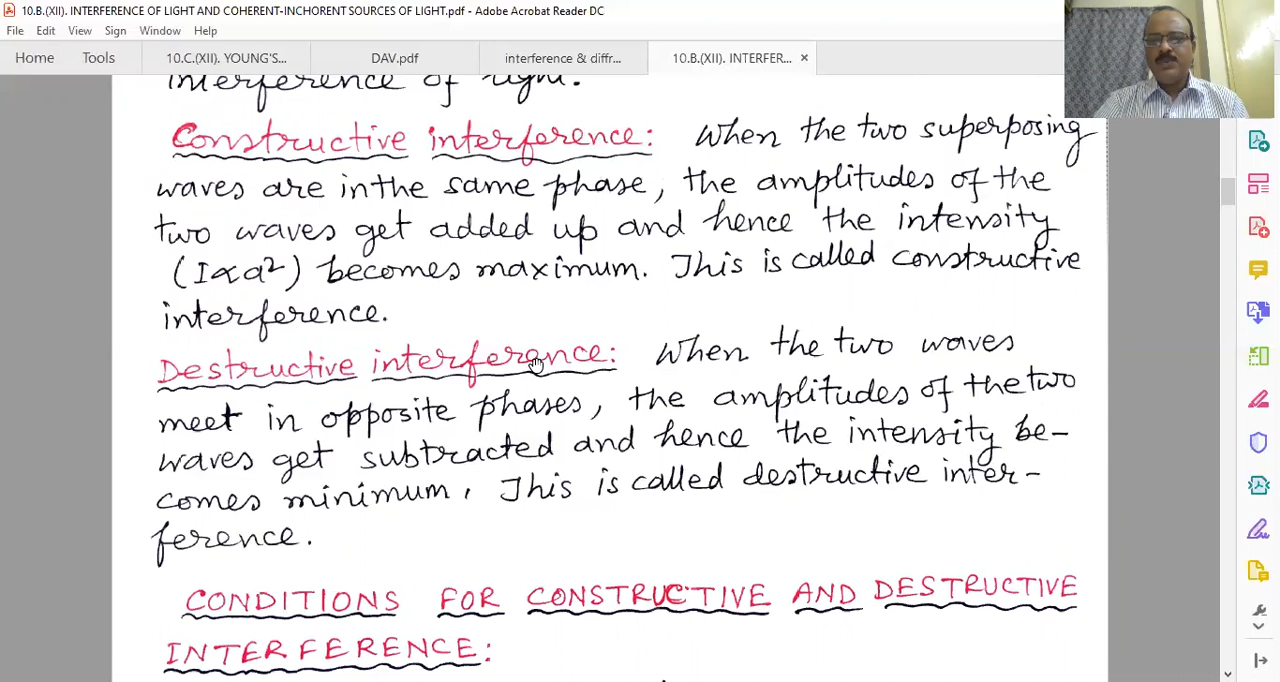 10.B.(XII). INTERFERENCE OF LIGHT AND COHERENT-INCHORENT SOURCES OF LIGHT.pdf - Adobe Acrobat Reader DC
File Edit View Sign Window Help
Home Tools 10.C.(XII). YOUNG'S... DAV.pdf interference & diffr... 10.B.(XII). INTERFER... ×
interference of light.
Constructive interference: When the two superposing
waves are in the same phase, the amplitudes of the
two waves get added up and hence the intensity
(I∝a²) becomes maximum. This is called constructive
interference.
Destructive interference: When the two waves
meet in opposite phases, the amplitudes of the two
waves get subtracted and hence the intensity be-
comes minimum. This is called destructive inter-
ference.
CONDITIONS FOR CONSTRUCTIVE AND DESTRUCTIVE
INTERFERENCE: